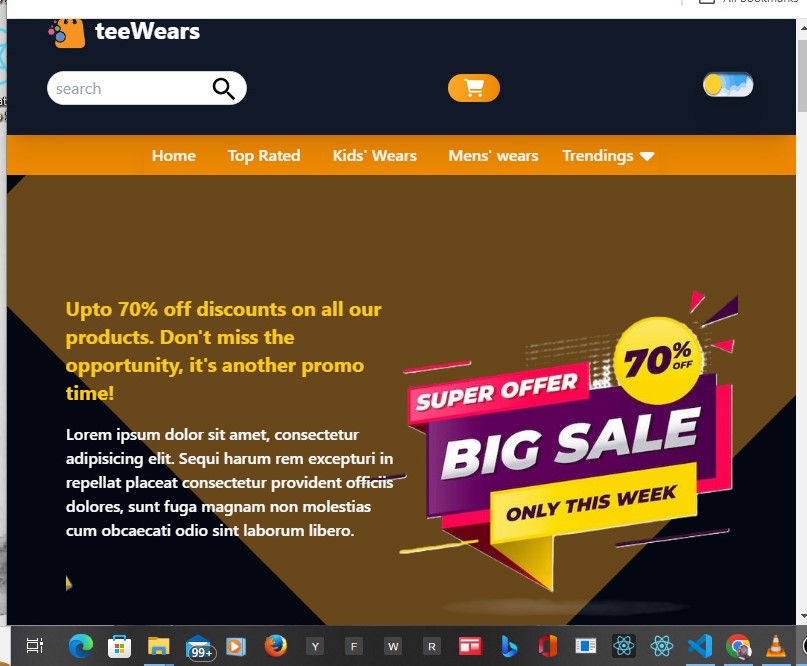 All Bookmarks
teeWears
search
Home Top Rated Kids' Wears Mens' wears Trendings
Upto 70% off discounts on all our
products. Don't miss the
opportunity, it's another promo
time!
Lorem ipsum dolor sit amet, consectetur
adipisicing elit. Sequi harum rem excepturi in
repellat placeat consectetur provident officiis
dolores, sunt fuga magnam non molestias
cum obcaecati odio sint laborum libero.
70%
OFF
SUPER OFFER
BIG SALE
ONLY THIS WEEK
99+ Y F W R